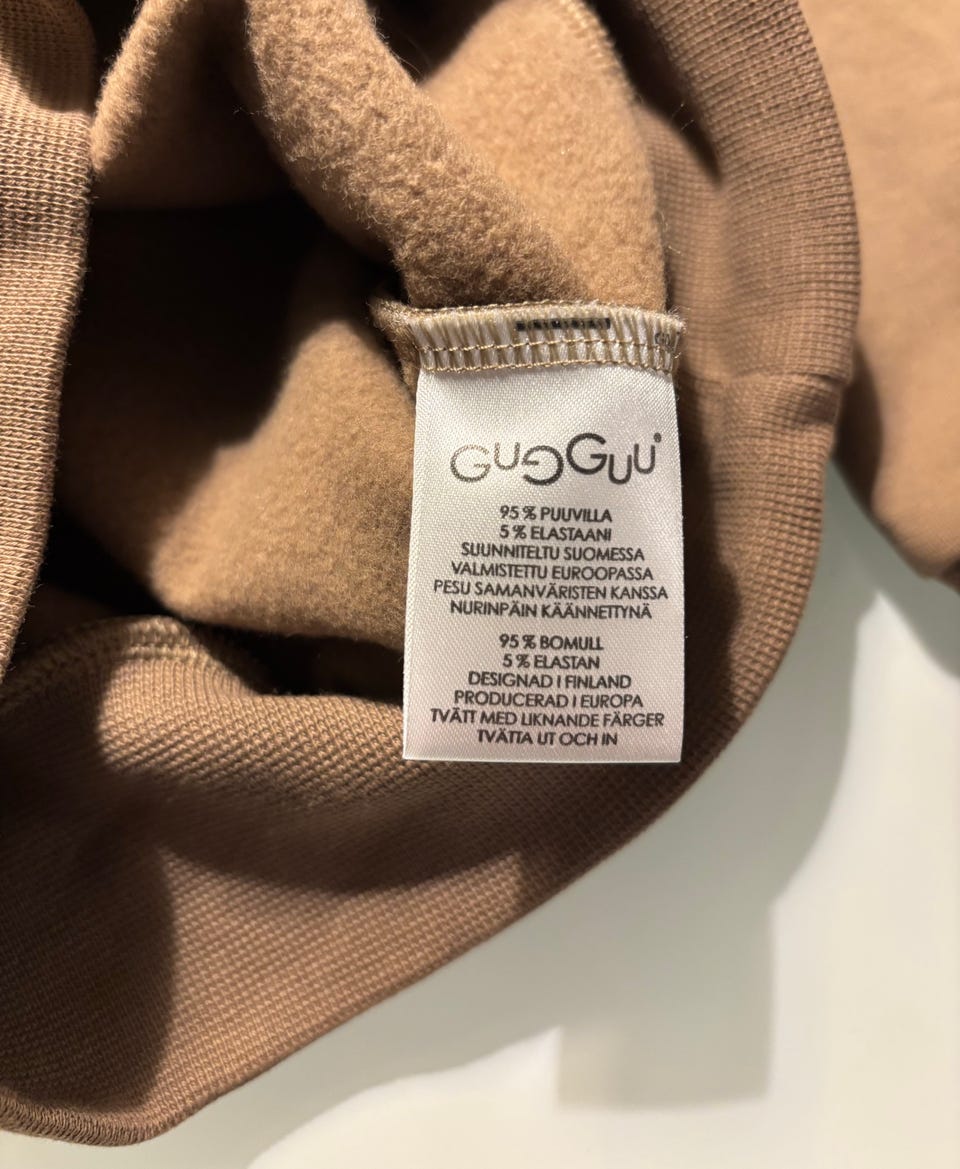 GUGGUU
95 % PUUVILLA
5 % ELASTAANI
SUUNNITELTU SUOMESSA
VALMISTETTU EUROOPASSA
PESU SAMANVÄRISTEN KANSSA
NURINPÄIN KÄÄNNETTYNÄ
95 % BOMULL
5 % ELASTAN
DESIGNAD I FINLAND
PRODUCERAD I EUROPA
TVÄTT MED LIKNANDE FÄRGER
TVÄTTA UT OCH IN